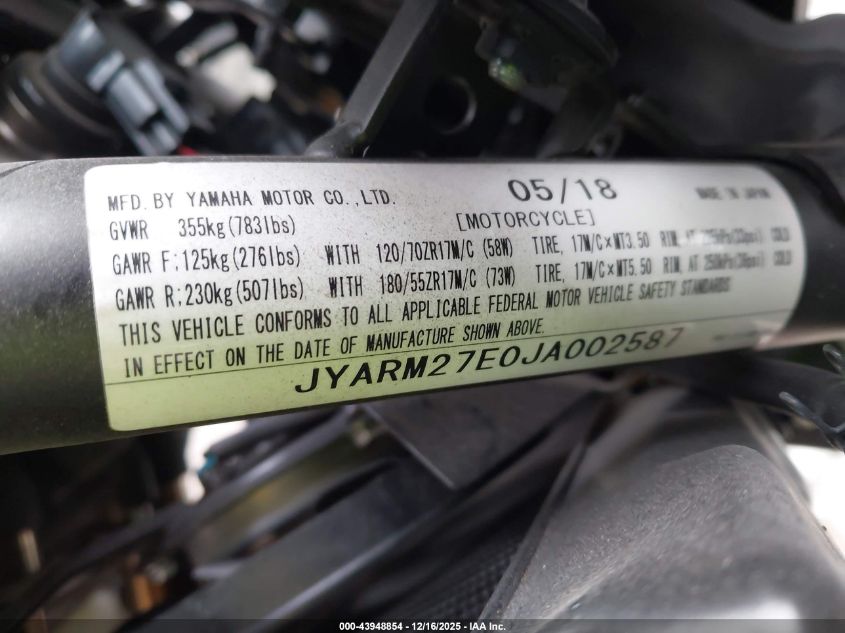 MFD. BY YAMAHA MOTOR CO., LTD. 05/18 MADE IN JAPAN
GVWR 355kg(783lbs) [MOTORCYCLE]
GAWR F:125kg(276lbs) WITH 120/70ZR17M/C (58W) TIRE, 17M/C×MT3.50 RIM, AT COLD
GAWR R:230kg(507lbs) WITH 180/55ZR17M/C (73W) TIRE, 17M/C×MT5.50 RIM, AT COLD
THIS VEHICLE CONFORMS TO ALL APPLICABLE FEDERAL MOTOR VEHICLE SAFETY STANDARDS
IN EFFECT ON THE DATE OF MANUFACTURE SHOWN ABOVE.
JYARM27E0JA002587
000-43948854 - 12/16/2025 - Copyright © IAA, Inc.